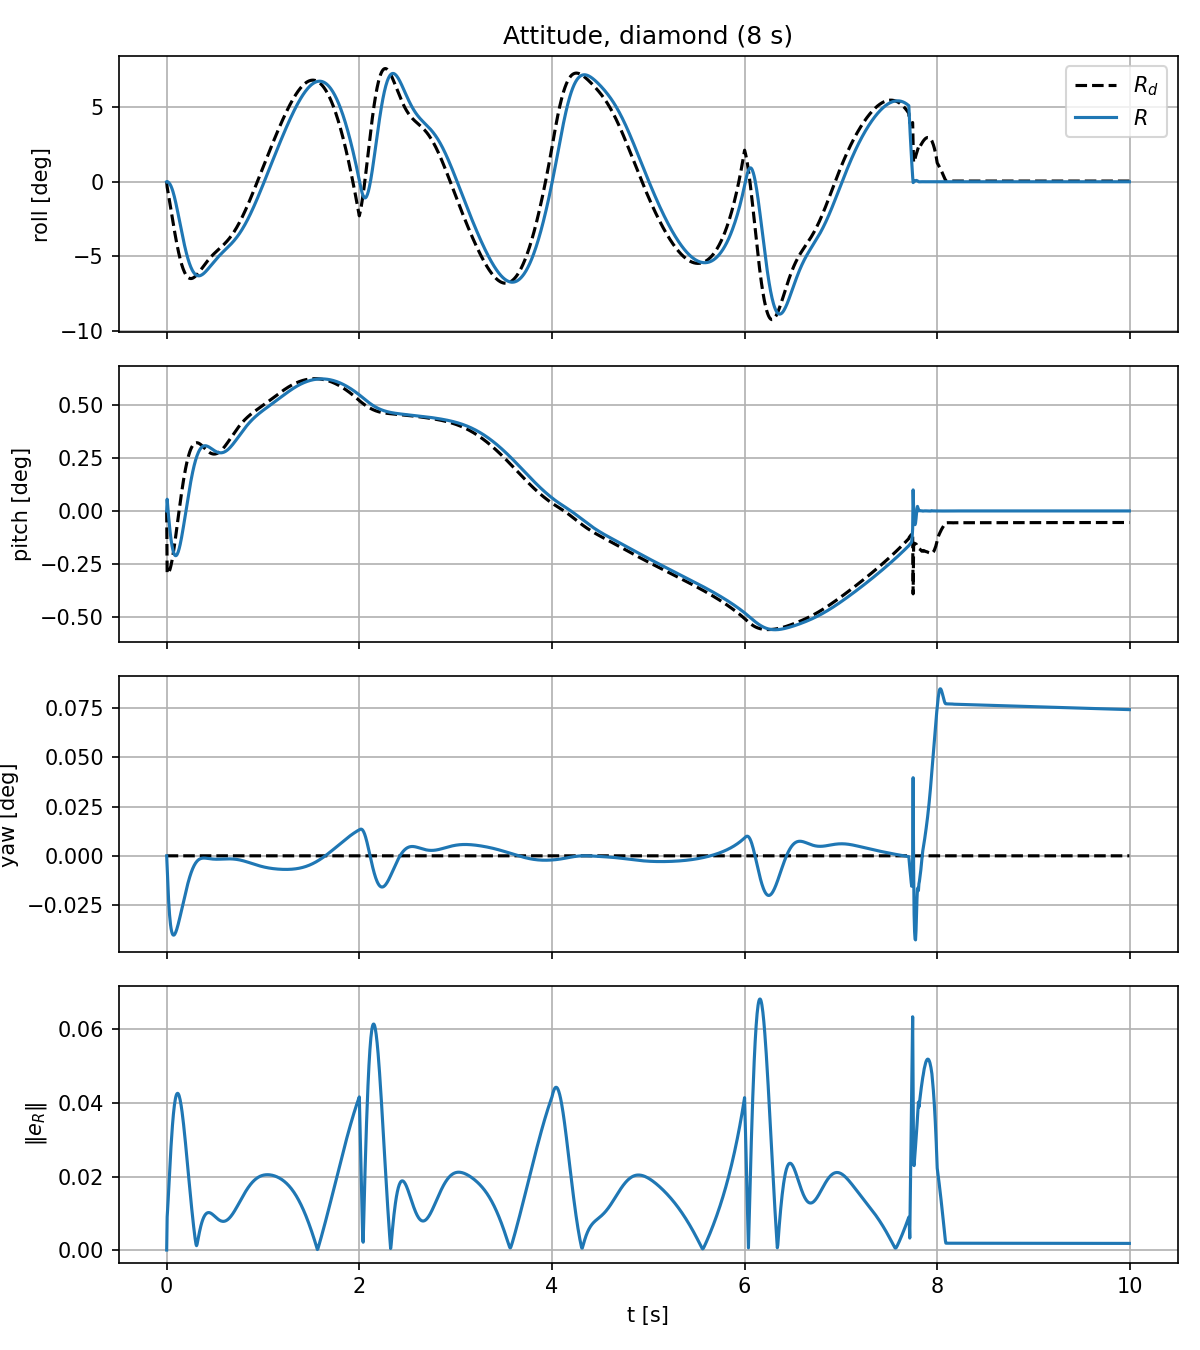 Attitude, diamond (8 s)
R_d
R
5
0
−5
−10
roll [deg]
0.50
0.25
0.00
−0.25
−0.50
pitch [deg]
0.075
0.050
0.025
0.000
−0.025
yaw [deg]
0.06
0.04
0.02
0.00
‖e_R‖
0 2 4 6 8 10
t [s]